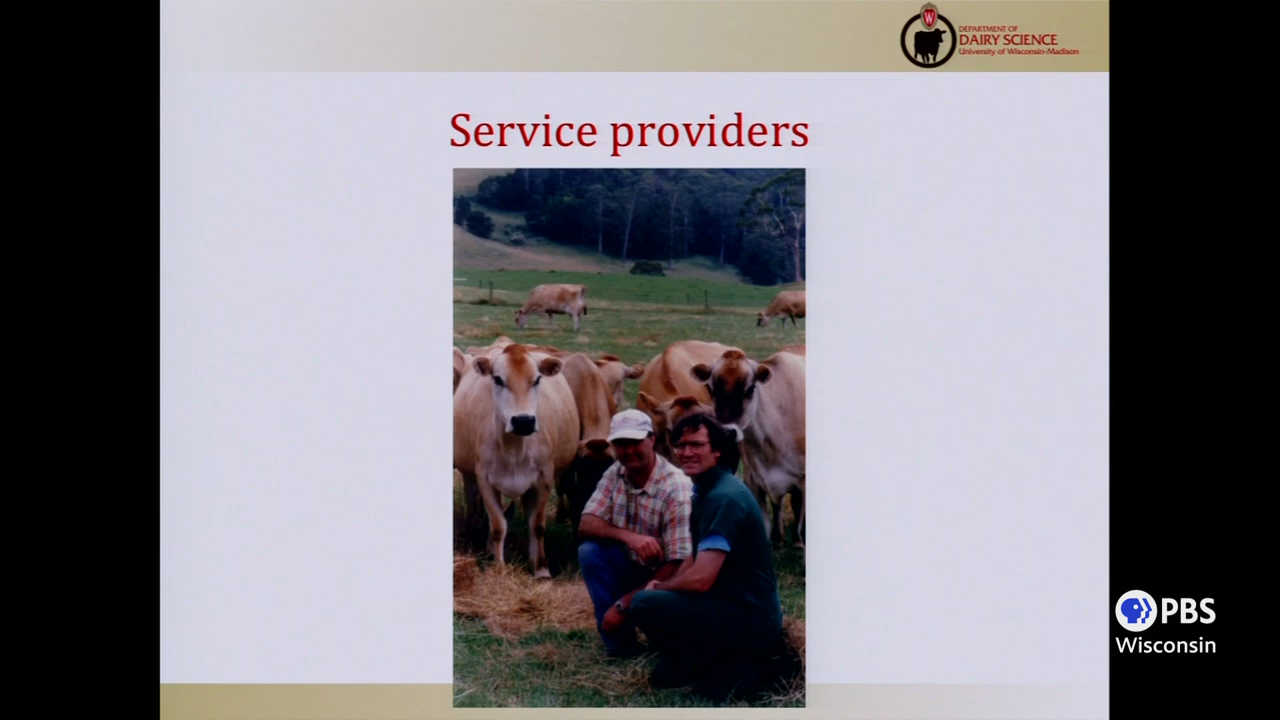 W
DEPARTMENT OF
DAIRY SCIENCE
University of Wisconsin-Madison
Service providers
PBS
Wisconsin